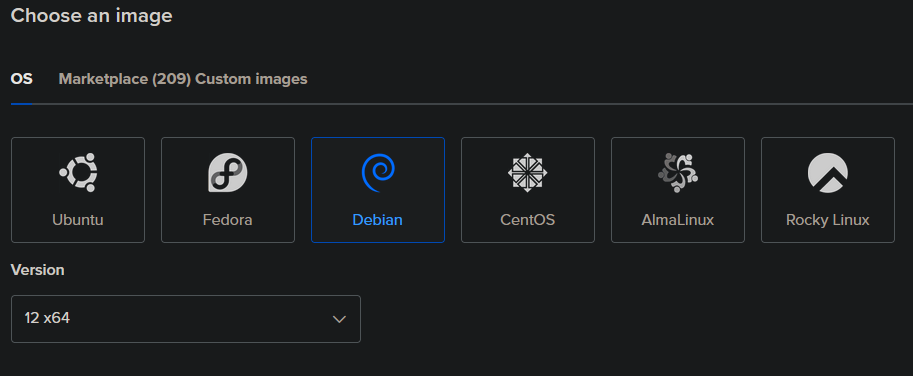 Choose an image
OS Marketplace (209) Custom images
Ubuntu Fedora Debian CentOS AlmaLinux Rocky Linux
Version
12 x64